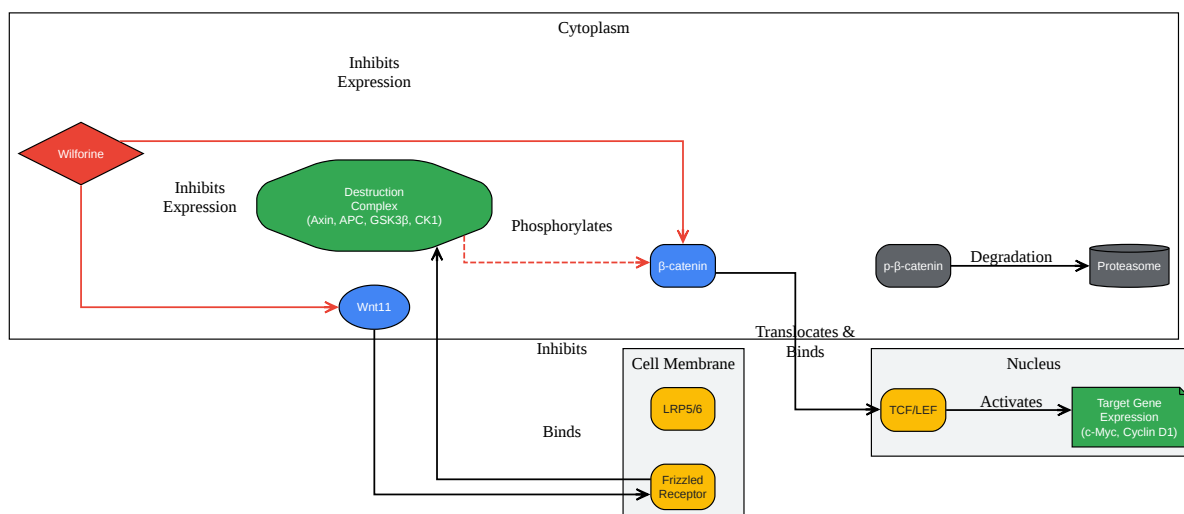 Cytoplasm
Inhibits
Expression
Wilforine
Inhibits
Expression
Destruction
Complex
(Axin, APC, GSK3β, CK1)
Phosphorylates
β-catenin
p-β-catenin
Degradation
Proteasome
Wnt11
Translocates &
Binds
Inhibits
Cell Membrane
Nucleus
LRP5/6
TCF/LEF
Activates
Target Gene
Expression
(c-Myc, Cyclin D1)
Binds
Frizzled
Receptor